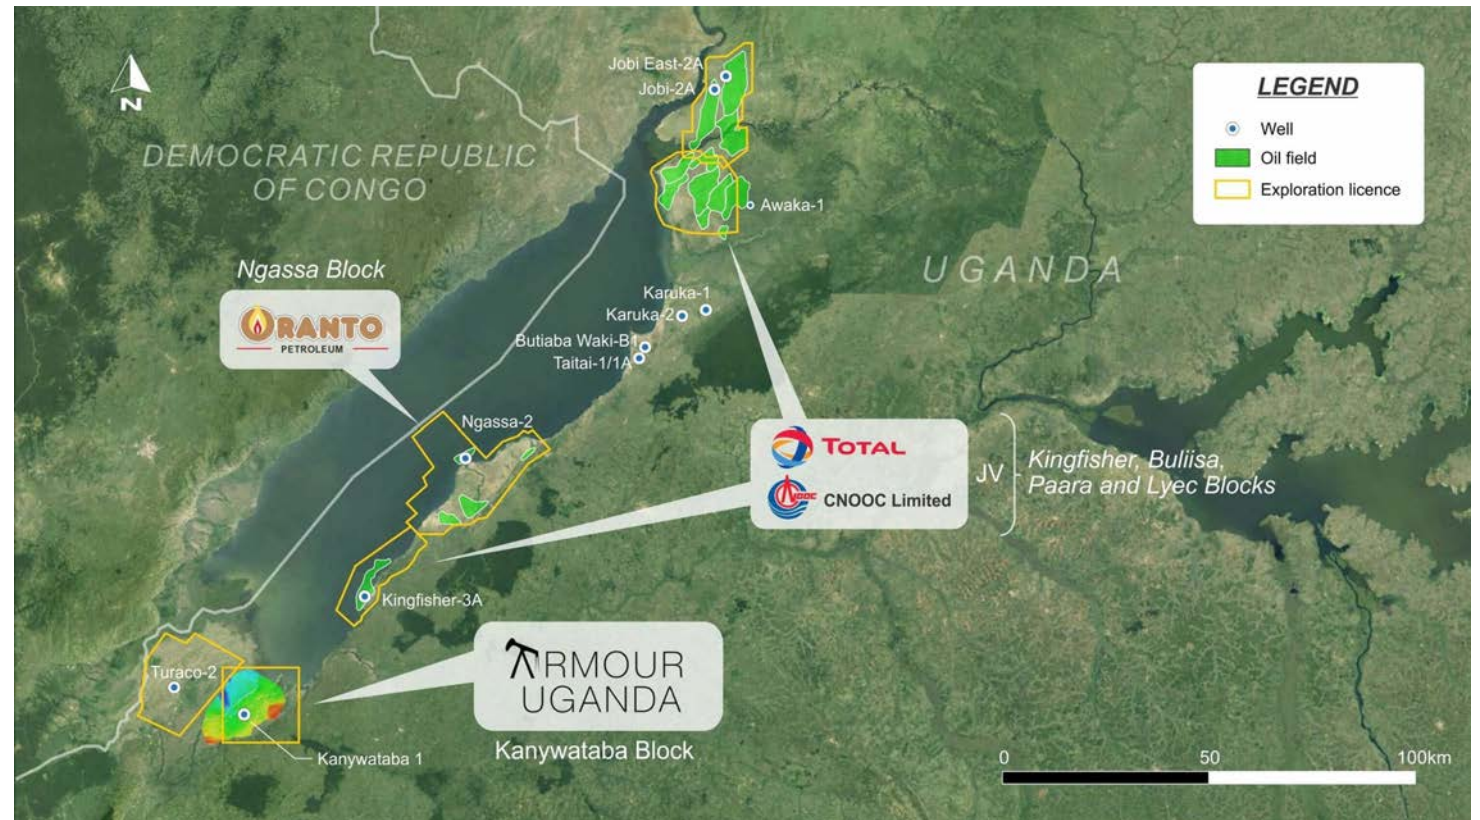 N
DEMOCRATIC REPUBLIC
OF CONGO
Jobi East-2A
Jobi-2A
LEGEND
Well
Oil field
Exploration licence
Awaka-1
UGANDA
Ngassa Block
ORANTO
PETROLEUM
Karuka-1
Karuka-2
Butiaba Waki-B1
Taitai-1/1A
Ngassa-2
TOTAL
CNOOC
CNOOC Limited
JV
Kingfisher, Buliisa,
Paara and Lyec Blocks
Kingfisher-3A
ARMOUR
UGANDA
Kanywataba Block
Turaco-2
Kanywataba 1
0 50 100km